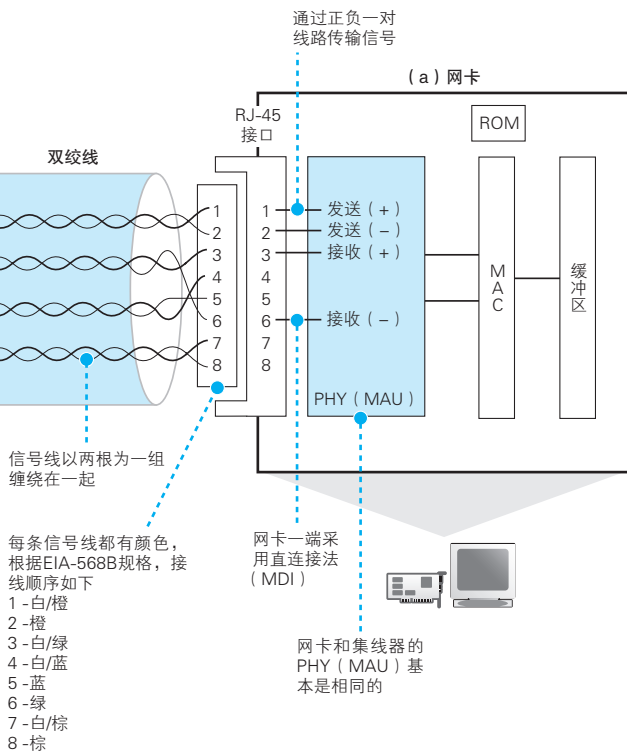 通过正负一对
线路传输信号
（a）网卡
RJ-45
接口
ROM
双绞线
1
2
3
4
5
6
7
8
1
2
3
4
5
6
7
8
发送（+）
发送（-）
接收（+）
接收（-）
PHY（MAU）
MAC
缓冲区
信号线以两根为一组
缠绕在一起
每条信号线都有颜色，
根据EIA-568B规格，接
线顺序如下
1 -白/橙
2 -橙
3 -白/绿
4 -白/蓝
5 -蓝
6 -绿
7 -白/棕
8 -棕
网卡一端采
用直连接法
（MDI）
网卡和集线器的
PHY（MAU）基
本是相同的